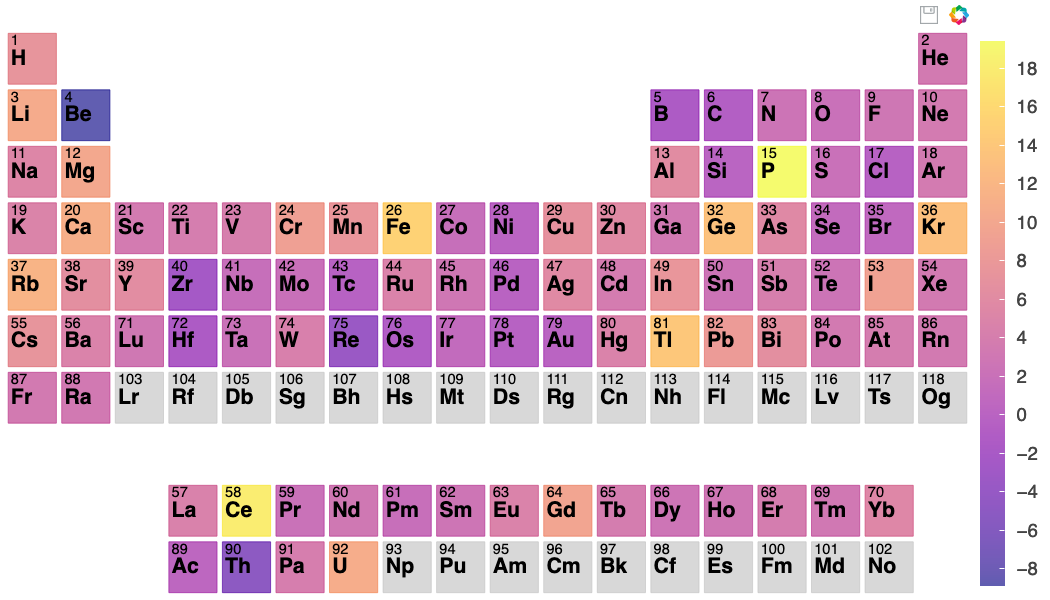 1 2
H He
3 4 5 6 7 8 9 10
Li Be B C N O F Ne
11 12 13 14 15 16 17 18
Na Mg Al Si P S Cl Ar
19 20 21 22 23 24 25 26 27 28 29 30 31 32 33 34 35 36
K Ca Sc Ti V Cr Mn Fe Co Ni Cu Zn Ga Ge As Se Br Kr
37 38 39 40 41 42 43 44 45 46 47 48 49 50 51 52 53 54
Rb Sr Y Zr Nb Mo Tc Ru Rh Pd Ag Cd In Sn Sb Te I Xe
55 56 71 72 73 74 75 76 77 78 79 80 81 82 83 84 85 86
Cs Ba Lu Hf Ta W Re Os Ir Pt Au Hg Tl Pb Bi Po At Rn
87 88 103 104 105 106 107 108 109 110 111 112 113 114 115 116 117 118
Fr Ra Lr Rf Db Sg Bh Hs Mt Ds Rg Cn Nh Fl Mc Lv Ts Og
57 58 59 60 61 62 63 64 65 66 67 68 69 70
La Ce Pr Nd Pm Sm Eu Gd Tb Dy Ho Er Tm Yb
89 90 91 92 93 94 95 96 97 98 99 100 101 102
Ac Th Pa U Np Pu Am Cm Bk Cf Es Fm Md No
18
16
14
12
10
8
6
4
2
0
−2
−4
−6
−8